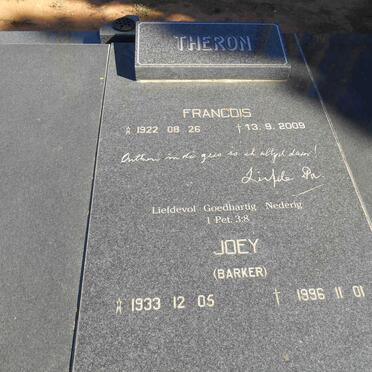 THERON
FRANCOIS
☆ 1922 08 26 † 13. 9. 2009
Onthou in die gees is ek altyd daar!
Liefde Pa
Liefdevol Goedhartig Nederig
1 Pet. 3:8
JOEY
(BARKER)
☆ 1933 12 05 † 1996 11 01